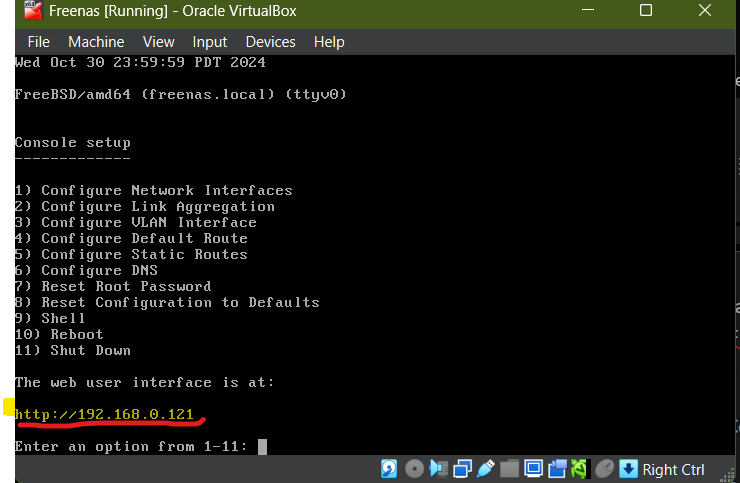 Freenas [Running] - Oracle VirtualBox
File Machine View Input Devices Help
Wed Oct 30 23:59:59 PDT 2024
FreeBSD/amd64 (freenas.local) (ttyv0)
Console setup
-------------
1) Configure Network Interfaces
2) Configure Link Aggregation
3) Configure VLAN Interface
4) Configure Default Route
5) Configure Static Routes
6) Configure DNS
7) Reset Root Password
8) Reset Configuration to Defaults
9) Shell
10) Reboot
11) Shut Down
The web user interface is at:
http://192.168.0.121
Enter an option from 1-11:
Right Ctrl